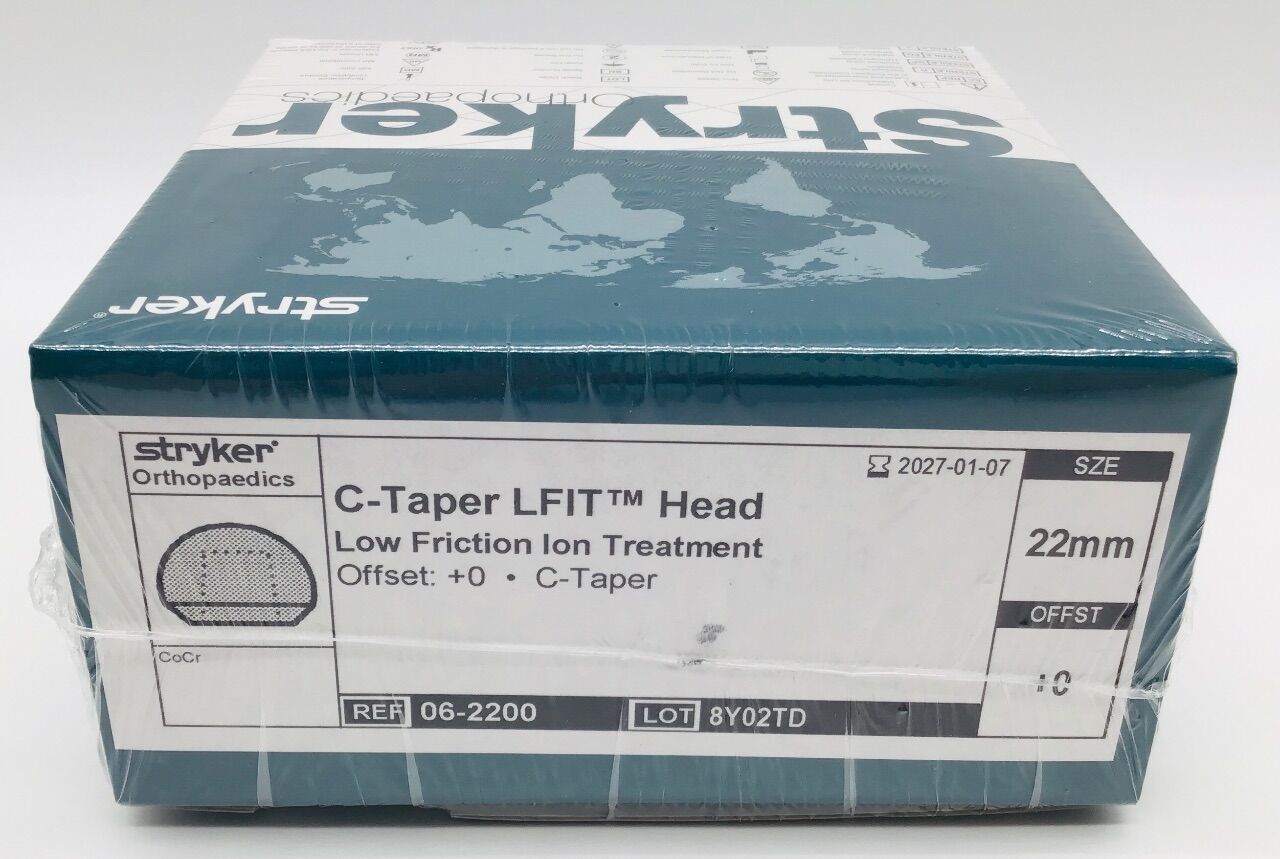 Stryker
Orthopaedics
stryker®
stryker®
Orthopaedics
C-Taper LFIT™ Head
Low Friction Ion Treatment
Offset: +0 • C-Taper
2027-01-07
SZE
22mm
OFFST
+0
CoCr
REF 06-2200
LOT 8Y02TD